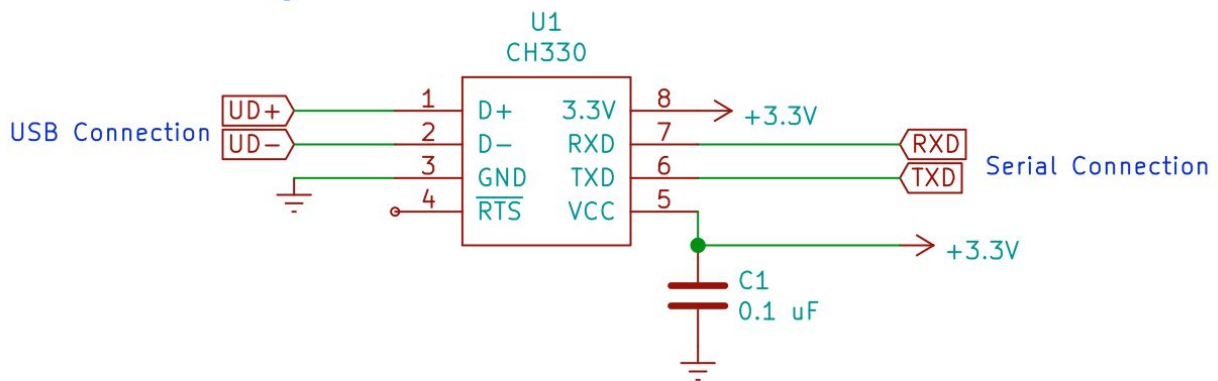 U1
CH330
USB Connection
UD+
UD-
1
2
3
4
D+
D-
GND
RTS
3.3V
RXD
TXD
VCC
8
7
6
5
+3.3V
RXD
TXD
Serial Connection
+3.3V
C1
0.1 uF